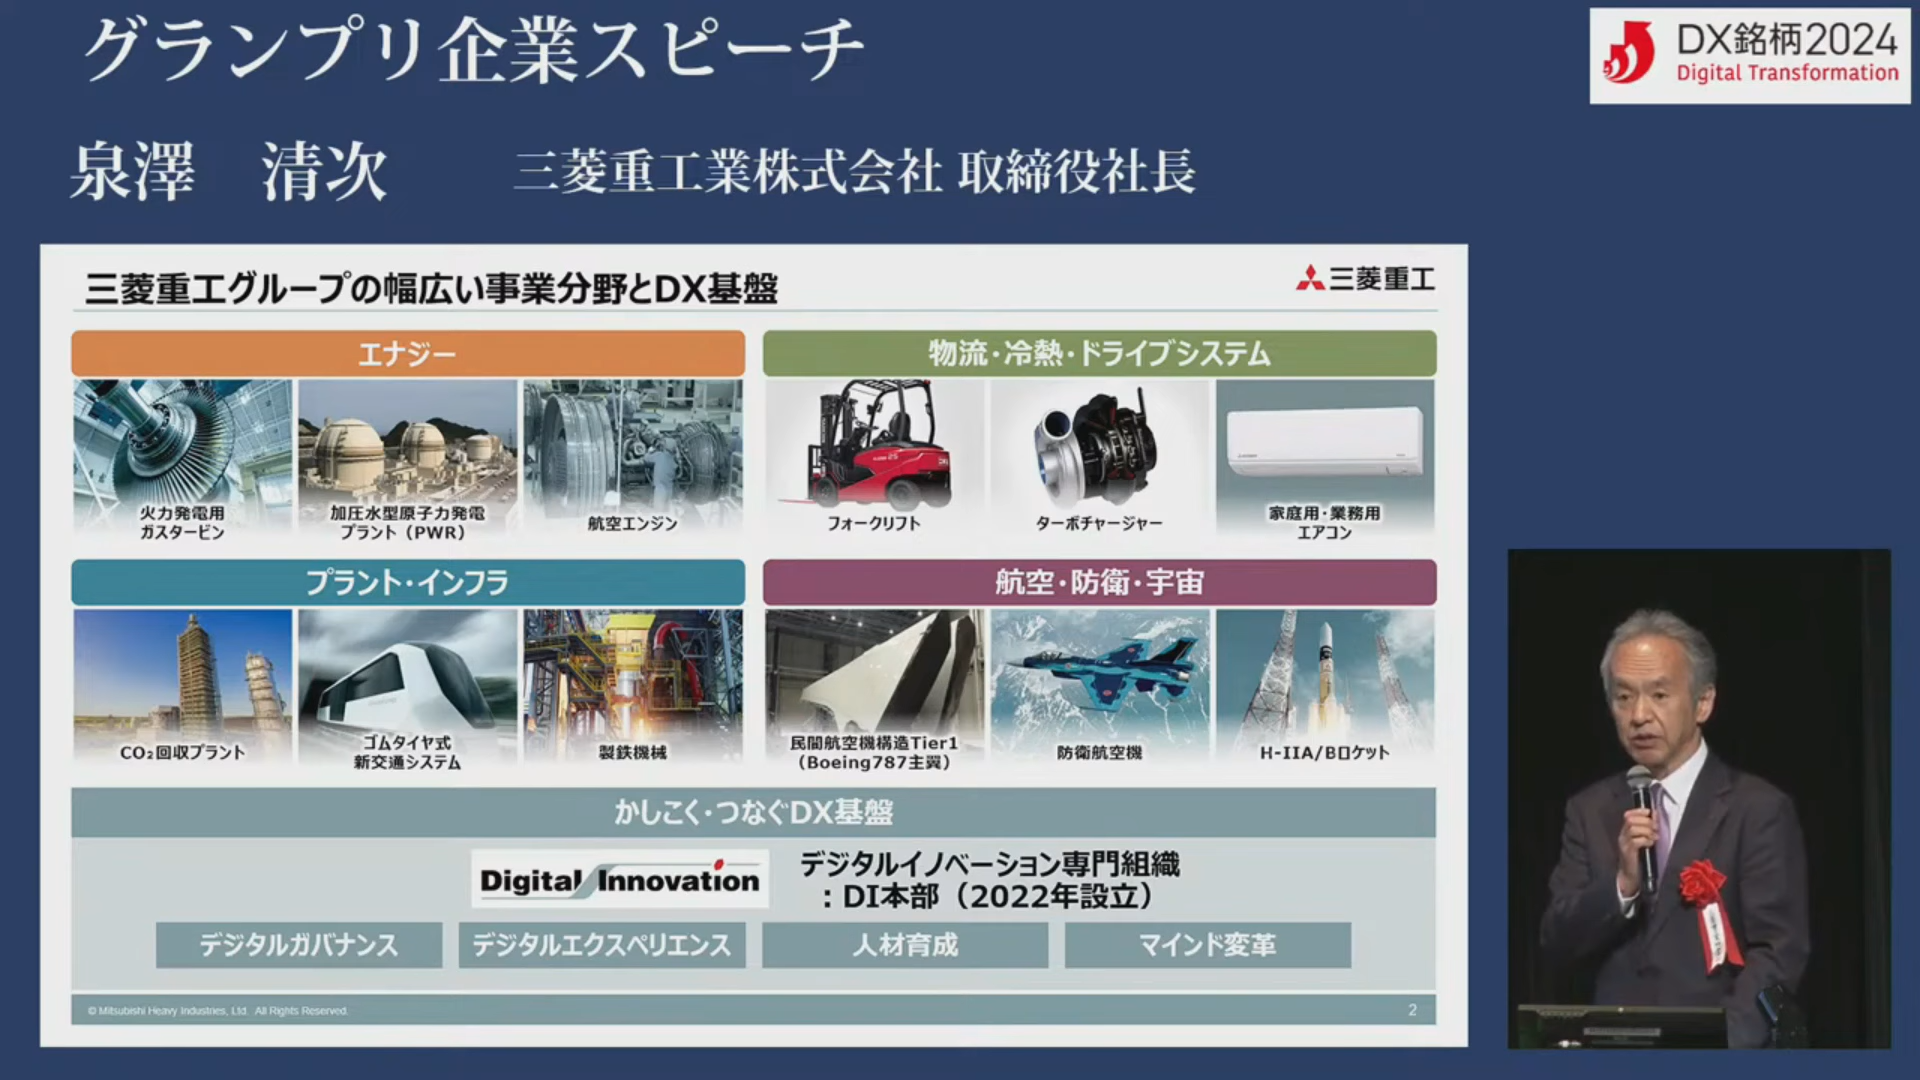 グランプリ企業スピーチ
DX銘柄2024
Digital Transformation
泉澤 清次 三菱重工業株式会社 取締役社長
三菱重工グループの幅広い事業分野とDX基盤
三菱重工
エナジー
火力発電用
ガスタービン
加圧水型原子力発電
プラント（PWR）
航空エンジン
物流・冷熱・ドライブシステム
フォークリフト
ターボチャージャー
家庭用・業務用
エアコン
プラント・インフラ
CO₂回収プラント
ゴムタイヤ式
新交通システム
製鉄機械
航空・防衛・宇宙
民間航空機構造Tier1
（Boeing787主翼）
防衛航空機
H-IIA/Bロケット
かしこく・つなぐDX基盤
Digital Innovation
デジタルイノベーション専門組織
：DI本部（2022年設立）
デジタルガバナンス
デジタルエクスペリエンス
人材育成
マインド変革
© Mitsubishi Heavy Industries, Ltd. All Rights Reserved.
2